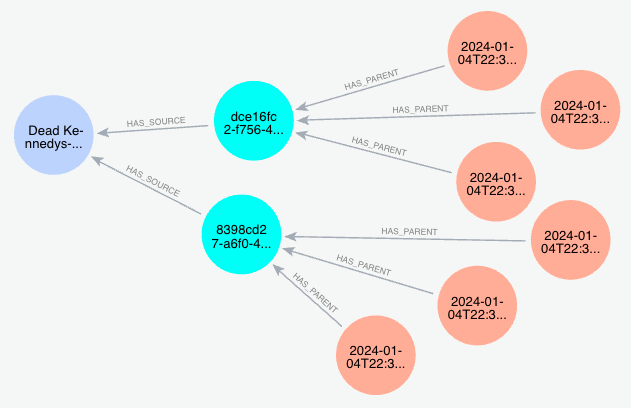 2024-01-
04T22:3...
HAS_PARENT
2024-01-
04T22:3...
HAS_PARENT
dce16fc
2-f756-4...
HAS_SOURCE
Dead Ke-
nnedys-...
HAS_PARENT
2024-01-
04T22:3...
HAS_SOURCE
8398cd2
7-a6f0-4...
HAS_PARENT
2024-01-
04T22:3...
HAS_PARENT
2024-01-
04T22:3...
HAS_PARENT
2024-01-
04T22:3...